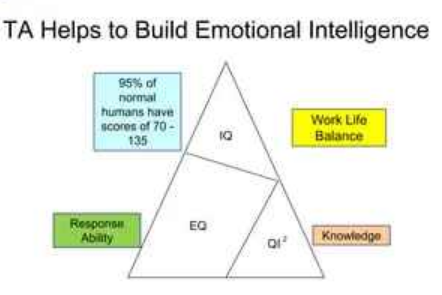 TA Helps to Build Emotional Intelligence
95% of
normal
humans have
scores of 70 -
135
IQ
Work Life
Balance
Response
Ability
EQ
QI²
Knowledge